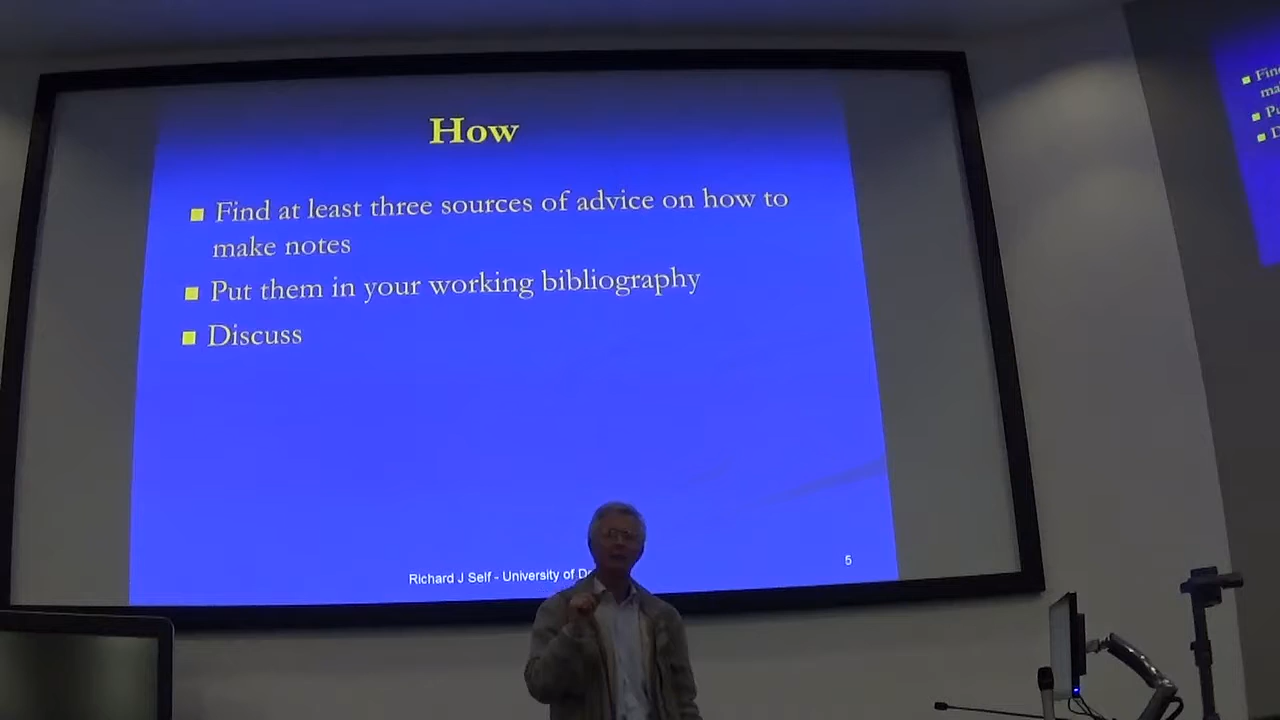 How
Find at least three sources of advice on how to
make notes
Put them in your working bibliography
Discuss
Richard J Self - University of D
5